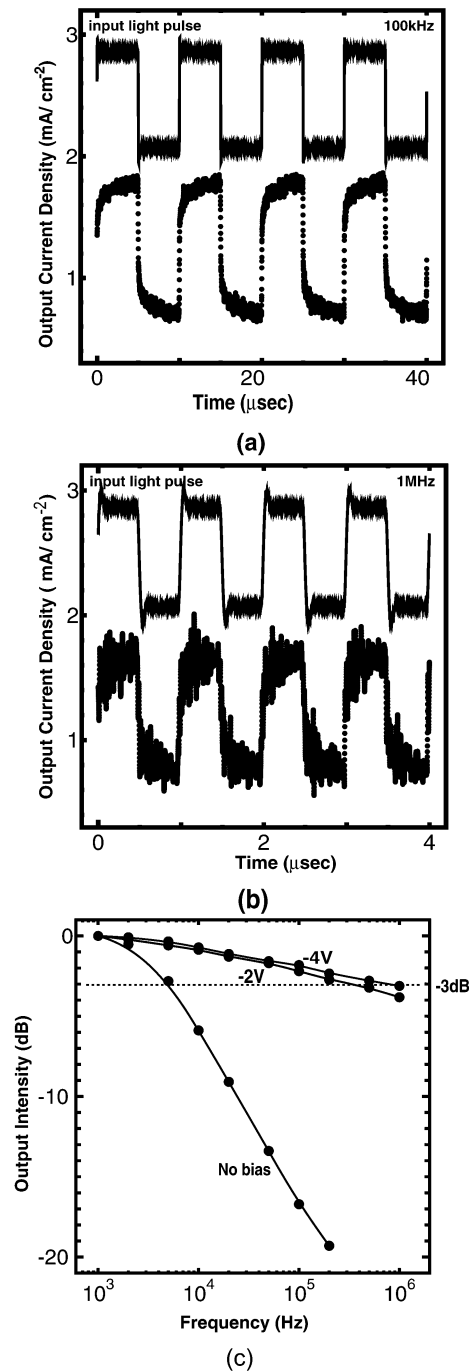 input light pulse 100kHz
3
2
1
Output Current Density (mA/ cm⁻²)
0 20 40
Time (μsec)
(a)
input light pulse 1MHz
3
2
1
Output Current Density ( mA/ cm⁻²)
0 2 4
Time (μsec)
(b)
0
-10
-20
Output Intensity (dB)
-4V
-2V
-3dB
No bias
10³ 10⁴ 10⁵ 10⁶
Frequency (Hz)
(c)